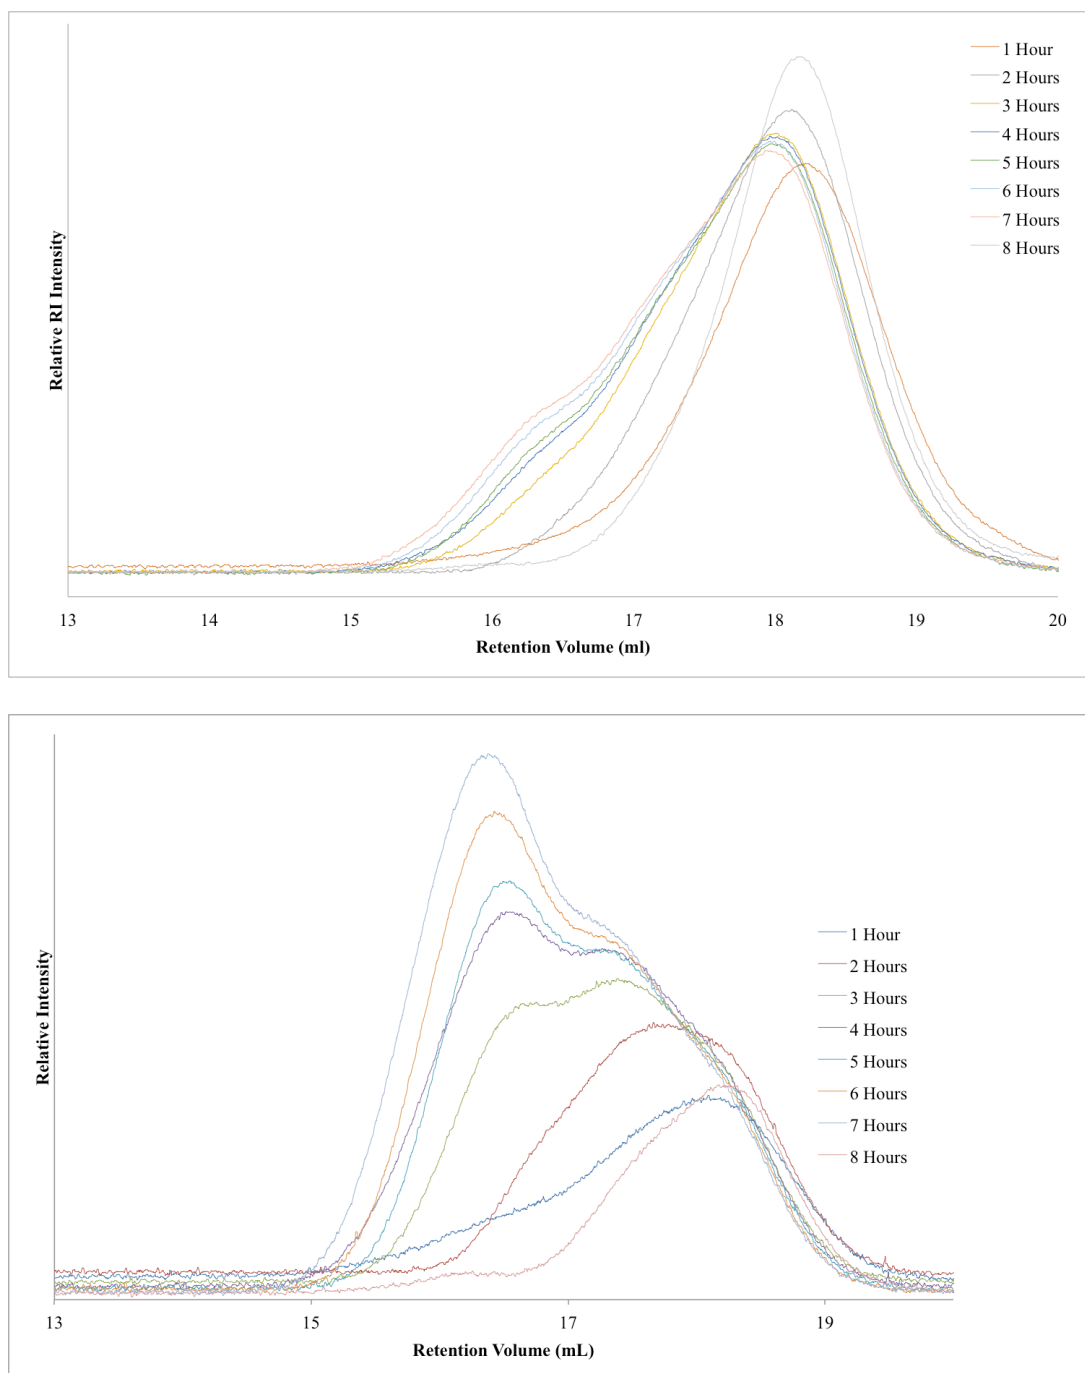 1 Hour
2 Hours
3 Hours
4 Hours
5 Hours
6 Hours
7 Hours
8 Hours
Relative RI Intensity
13 14 15 16 17 18 19 20
Retention Volume (ml)
1 Hour
2 Hours
3 Hours
4 Hours
5 Hours
6 Hours
7 Hours
8 Hours
Relative Intensity
13 15 17 19
Retention Volume (mL)